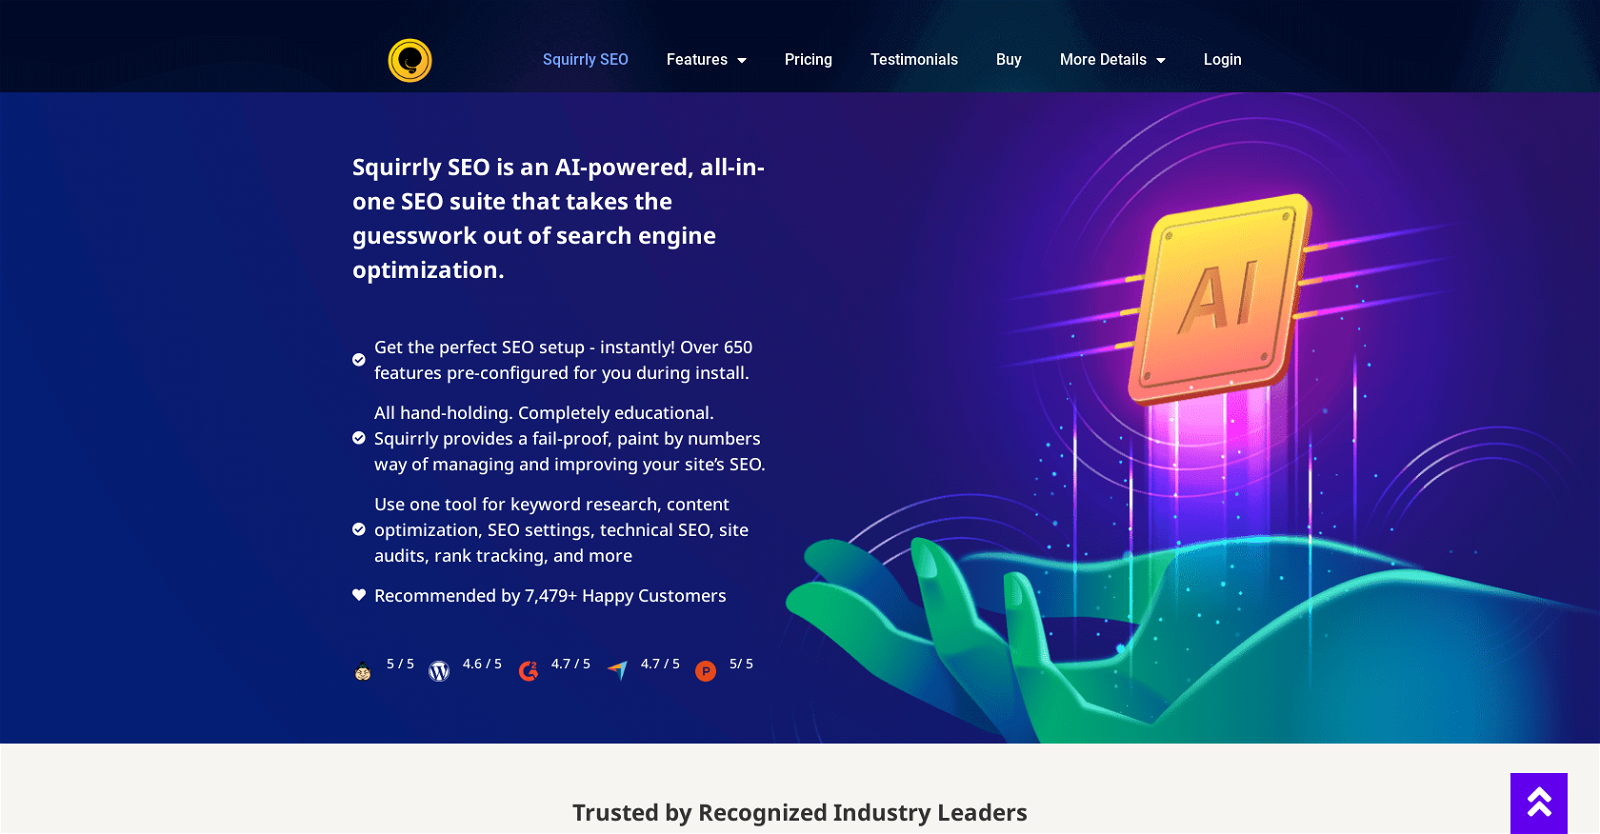 Squirrly SEO
Features
Pricing
Testimonials
Buy
More Details
Login
Squirrly SEO is an AI-powered, all-in-
one SEO suite that takes the
guesswork out of search engine
optimization.
Get the perfect SEO setup - instantly! Over 650
features pre-configured for you during install.
All hand-holding. Completely educational.
Squirrly provides a fail-proof, paint by numbers
way of managing and improving your site’s SEO.
Use one tool for keyword research, content
optimization, SEO settings, technical SEO, site
audits, rank tracking, and more
Recommended by 7,479+ Happy Customers
5 / 5
4.6 / 5
4.7 / 5
4.7 / 5
P
5/ 5
AI
Trusted by Recognized Industry Leaders